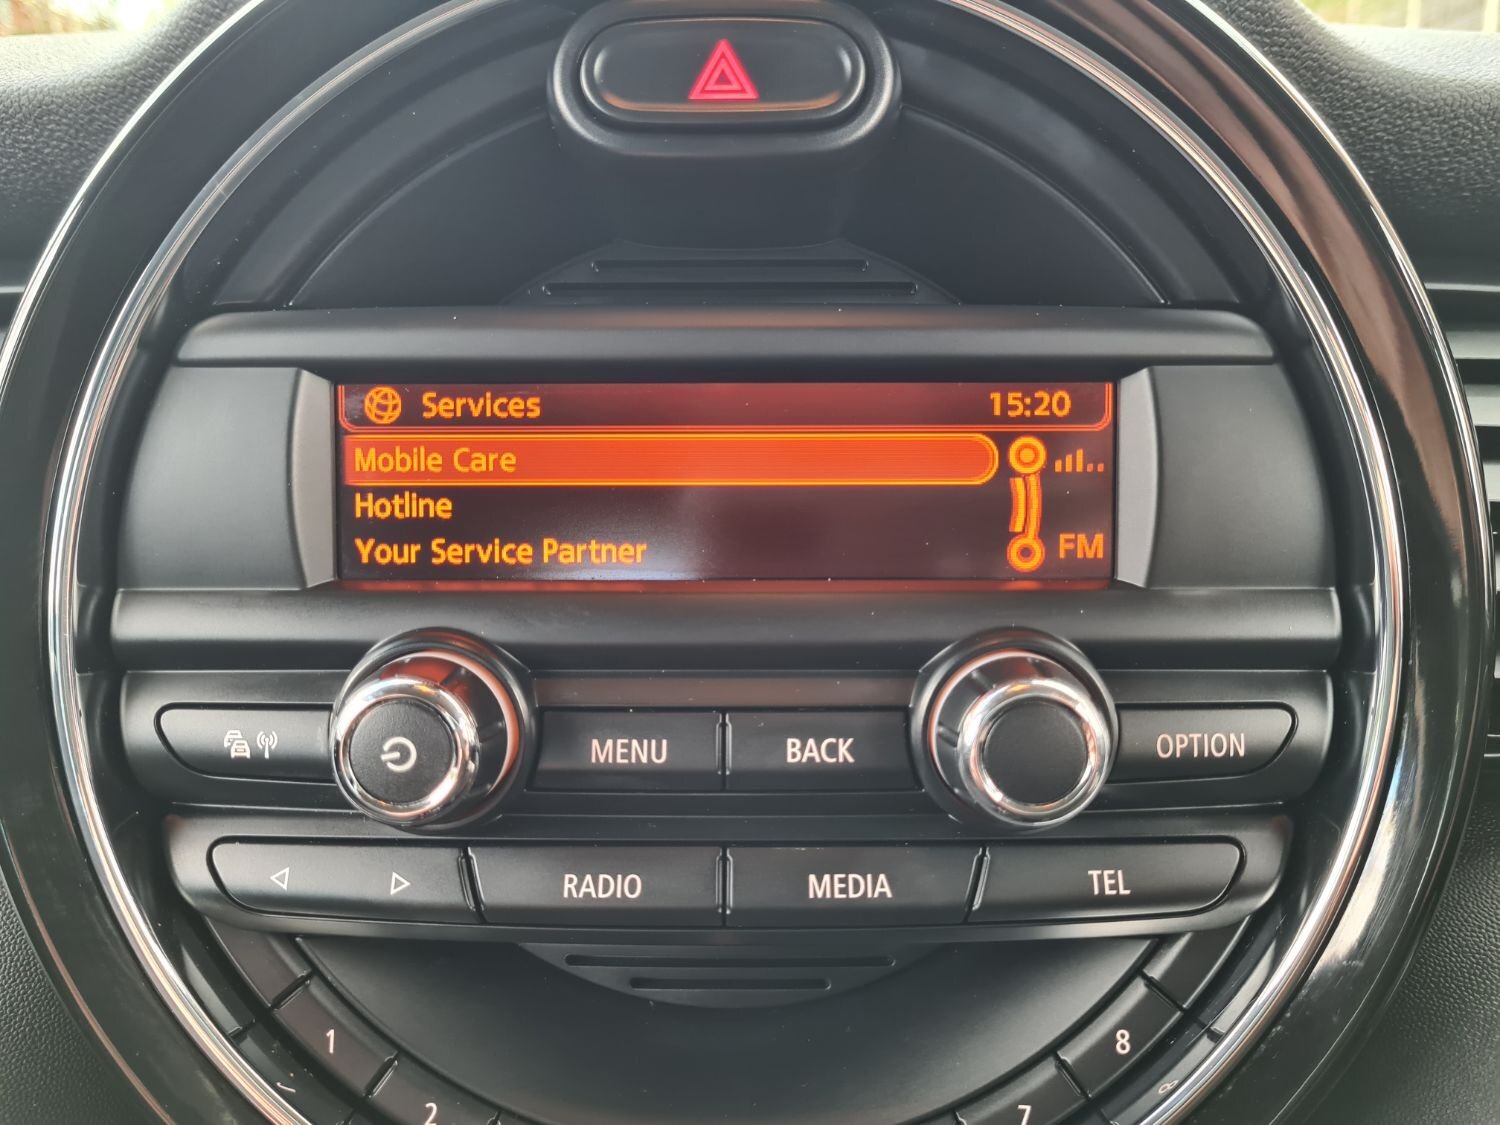 Services 15:20
Mobile Care
Hotline
Your Service Partner FM
MENU BACK OPTION
RADIO MEDIA TEL
1 8
2 7